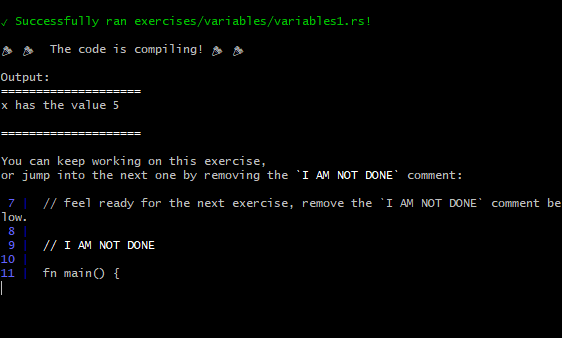 ✓ Successfully ran exercises/variables/variables1.rs!
🎉 🎉  The code is compiling! 🎉 🎉
Output:
====================
x has the value 5
====================
You can keep working on this exercise,
or jump into the next one by removing the `I AM NOT DONE` comment:
 7 |  // feel ready for the next exercise, remove the `I AM NOT DONE` comment be
low.
 8 |
 9 |  // I AM NOT DONE
10 |
11 |  fn main() {